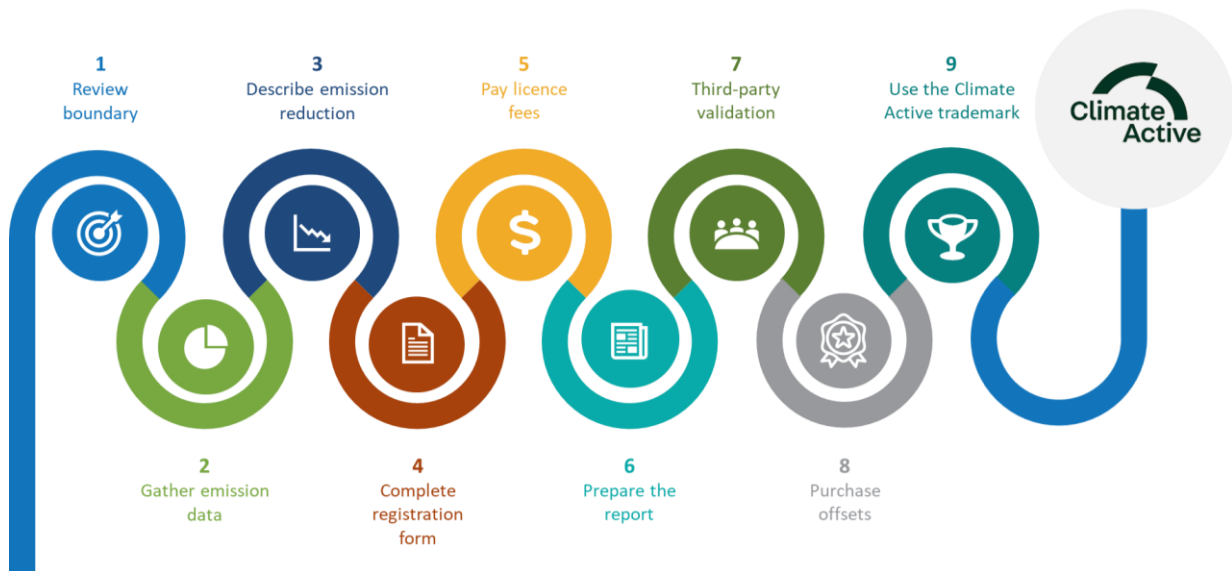 1
Review
boundary
2
Gather emission
data
3
Describe emission
reduction
4
Complete
registration
form
5
Pay licence
fees
6
Prepare the
report
7
Third-party
validation
8
Purchase
offsets
9
Use the Climate
Active trademark
Climate
Active